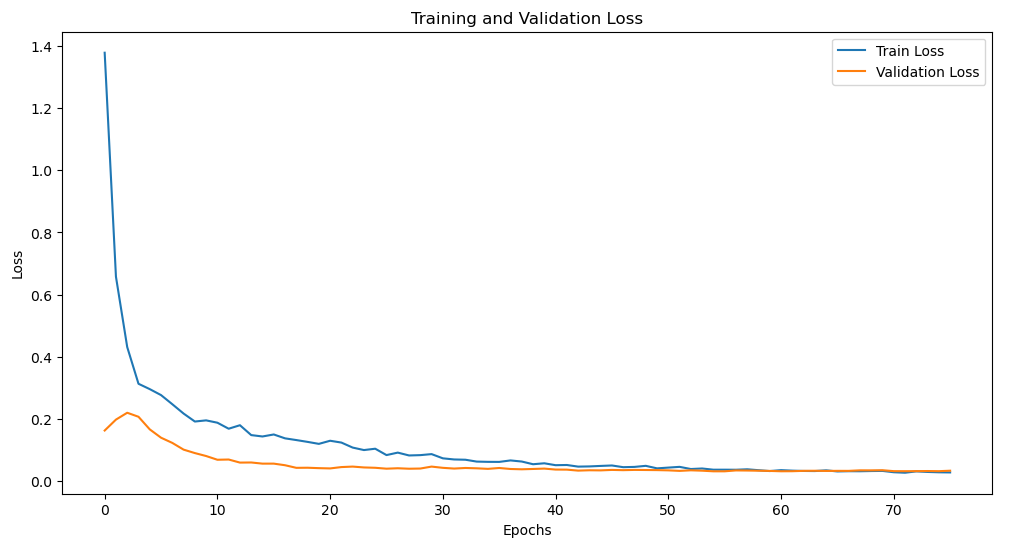 Training and Validation Loss
Train Loss
Validation Loss
Loss
1.4
1.2
1.0
0.8
0.6
0.4
0.2
0.0
0 10 20 30 40 50 60 70
Epochs